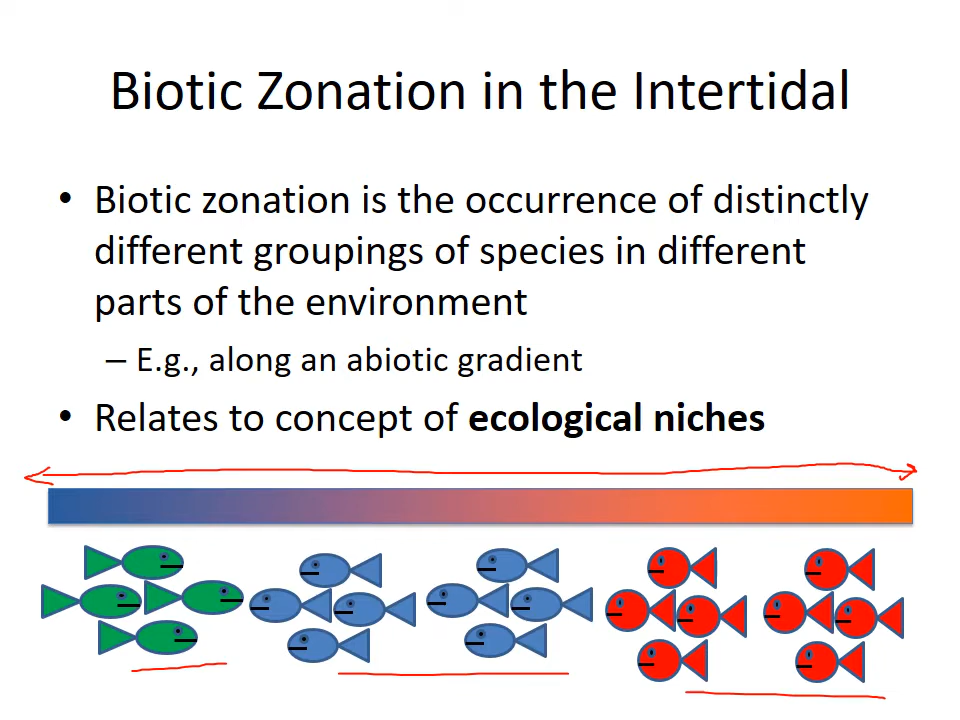 Biotic Zonation in the Intertidal
• Biotic zonation is the occurrence of distinctly
different groupings of species in different
parts of the environment
– E.g., along an abiotic gradient
• Relates to concept of ecological niches